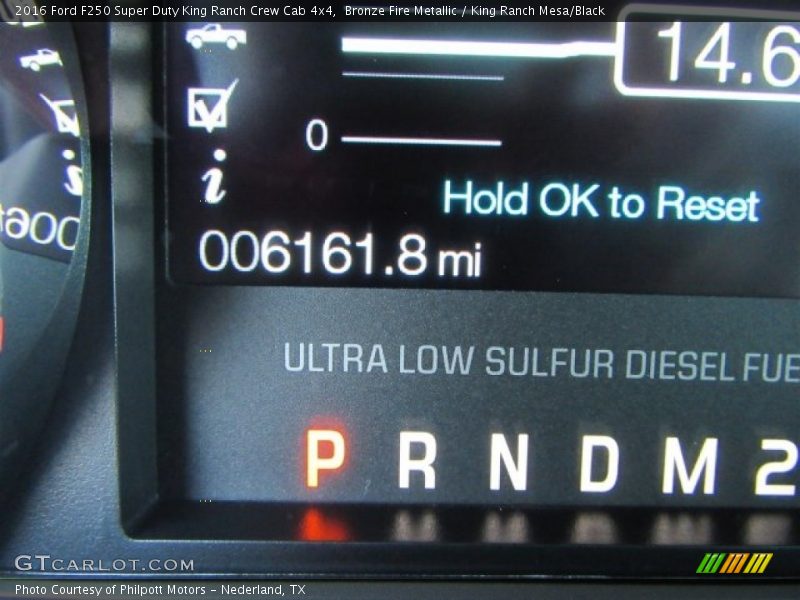 2016 Ford F250 Super Duty King Ranch Crew Cab 4x4,  Bronze Fire Metallic / King Ranch Mesa/Black
14.6
0
Hold OK to Reset
006161.8 mi
ULTRA LOW SULFUR DIESEL FUE
P R N D M 2
GTCARLOT.COM
Photo Courtesy of Philpott Motors - Nederland, TX